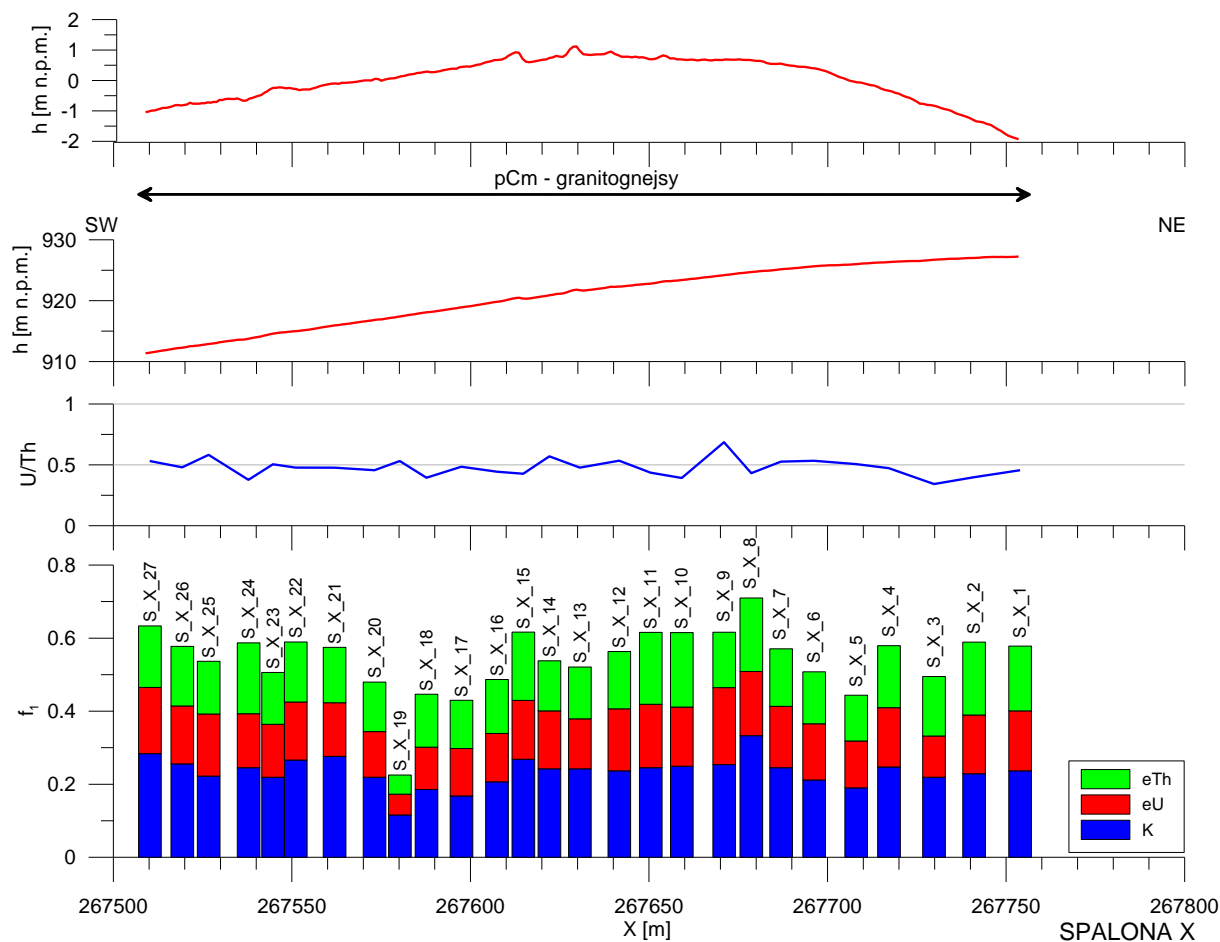 2
1
0
-1
-2
h [m n.p.m.]
pCm - granitognejsy
SW
NE
930
920
910
h [m n.p.m.]
1
0.5
0
U/Th
0.8
0.6
0.4
0.2
0
f1
S_X_27
S_X_26
S_X_25
S_X_24
S_X_23
S_X_22
S_X_21
S_X_20
S_X_19
S_X_18
S_X_17
S_X_16
S_X_15
S_X_14
S_X_13
S_X_12
S_X_11
S_X_10
S_X_9
S_X_8
S_X_7
S_X_6
S_X_5
S_X_4
S_X_3
S_X_2
S_X_1
eTh
eU
K
267500
267550
267600
267650
267700
267750
267800
X [m]
SPALONA X